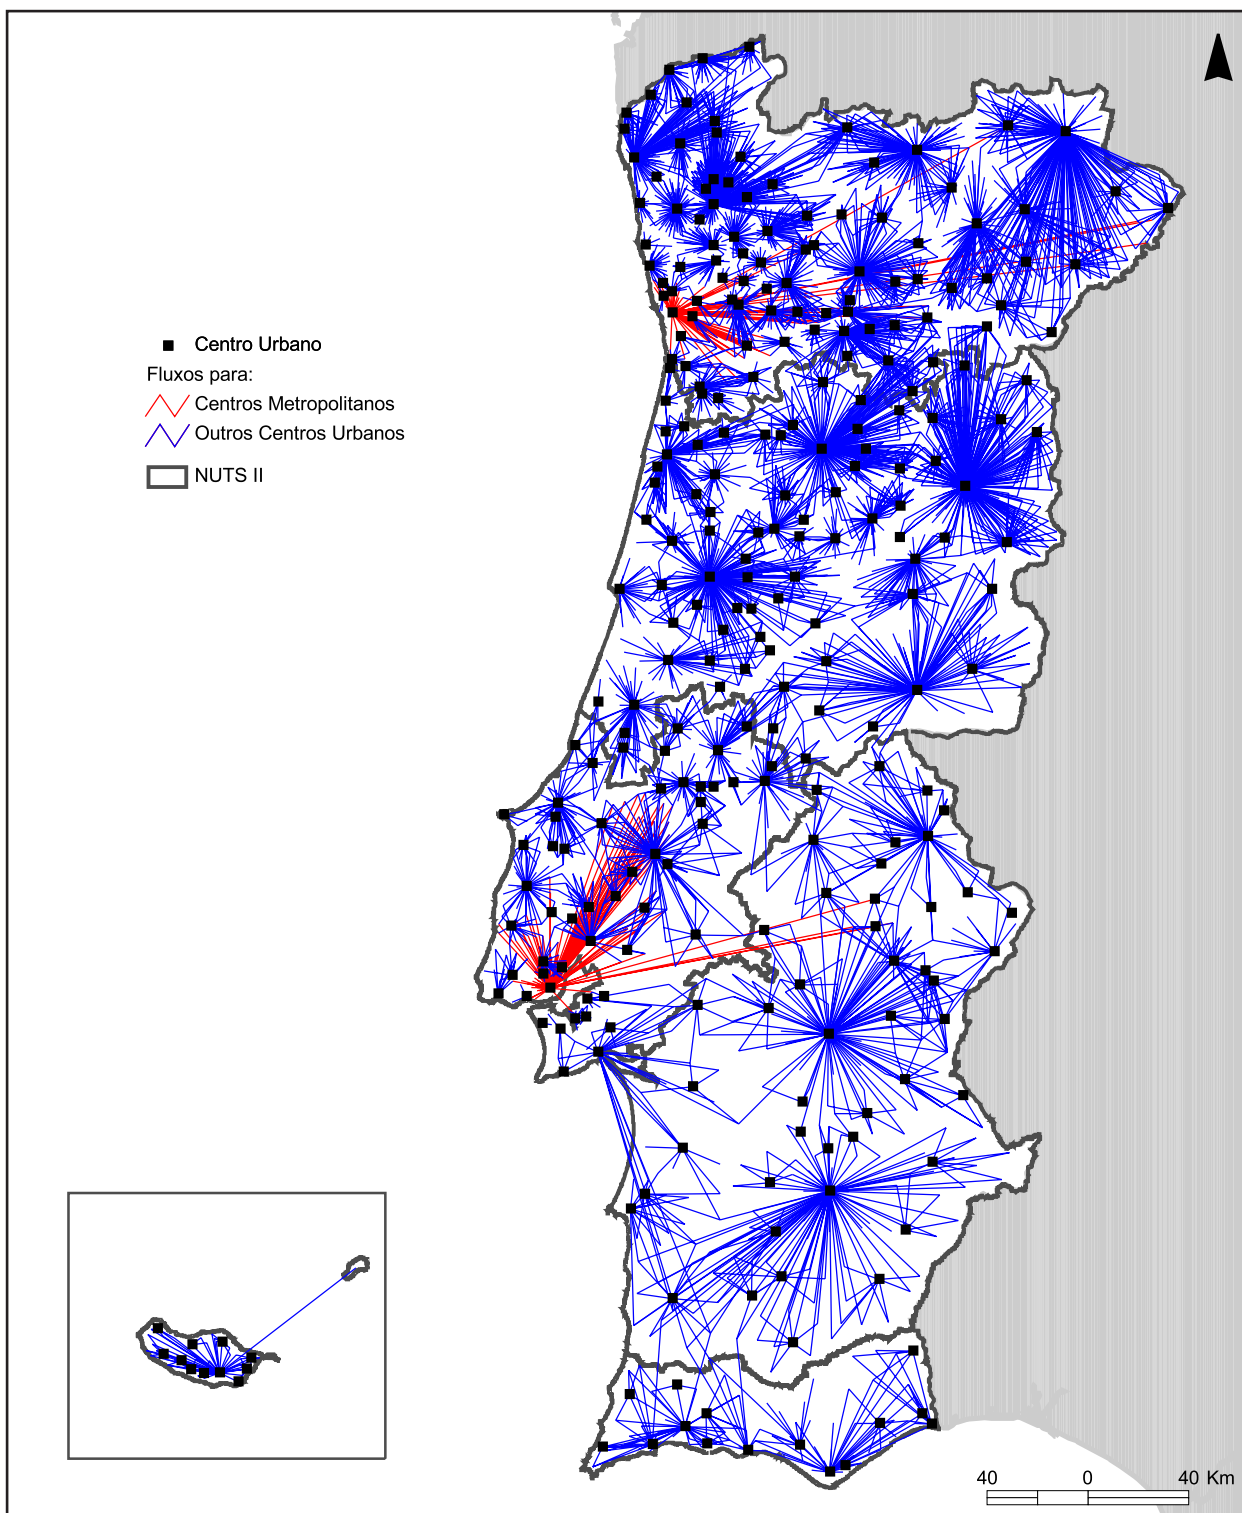 Centro Urbano
Fluxos para:
Centros Metropolitanos
Outros Centros Urbanos
NUTS II
40 0 40 Km